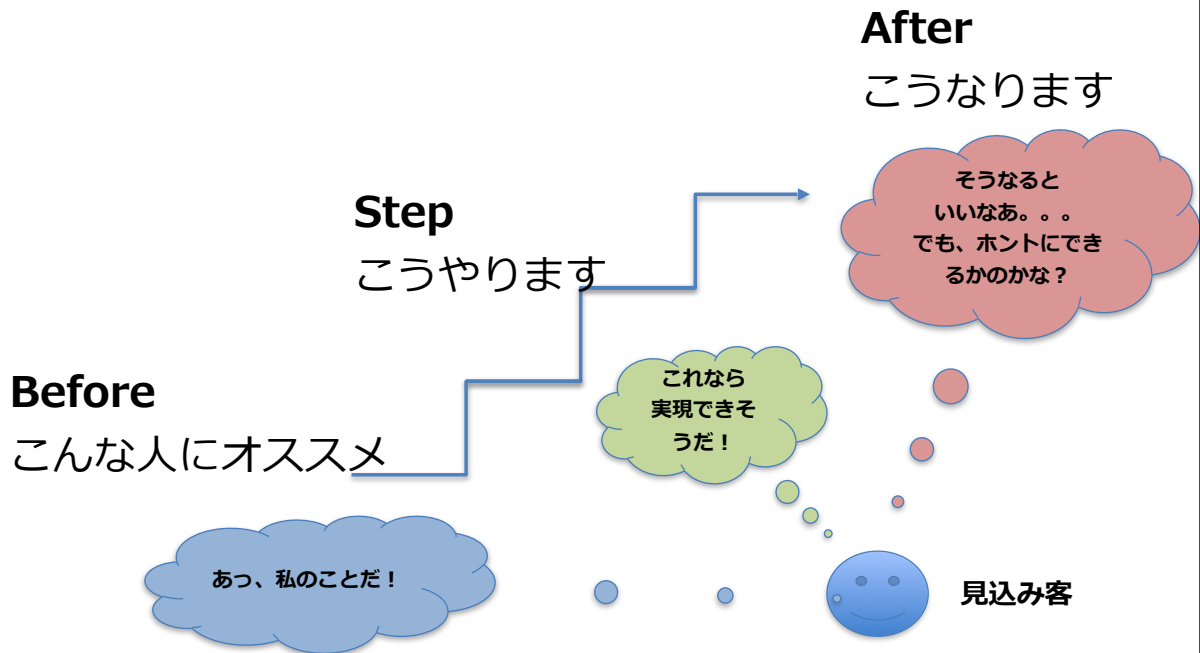 After
こうなります
そうなると
いいなあ。。。
でも、ホントにでき
るかのかな？
Step
こうやります
これなら
実現できそ
うだ！
Before
こんな人にオススメ
あっ、私のことだ！
見込み客